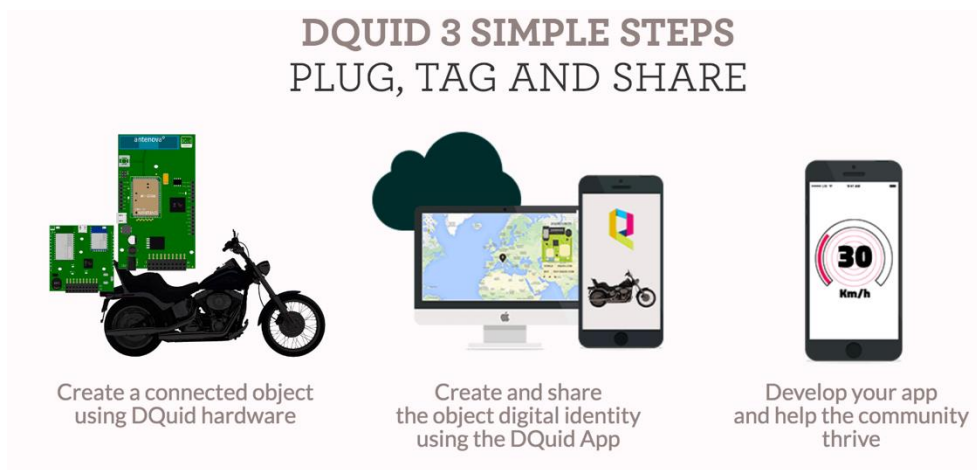 DQUID 3 SIMPLE STEPS
PLUG, TAG AND SHARE
antenova
30
Km/h
Create a connected object
using DQuid hardware
Create and share
the object digital identity
using the DQuid App
Develop your app
and help the community
thrive